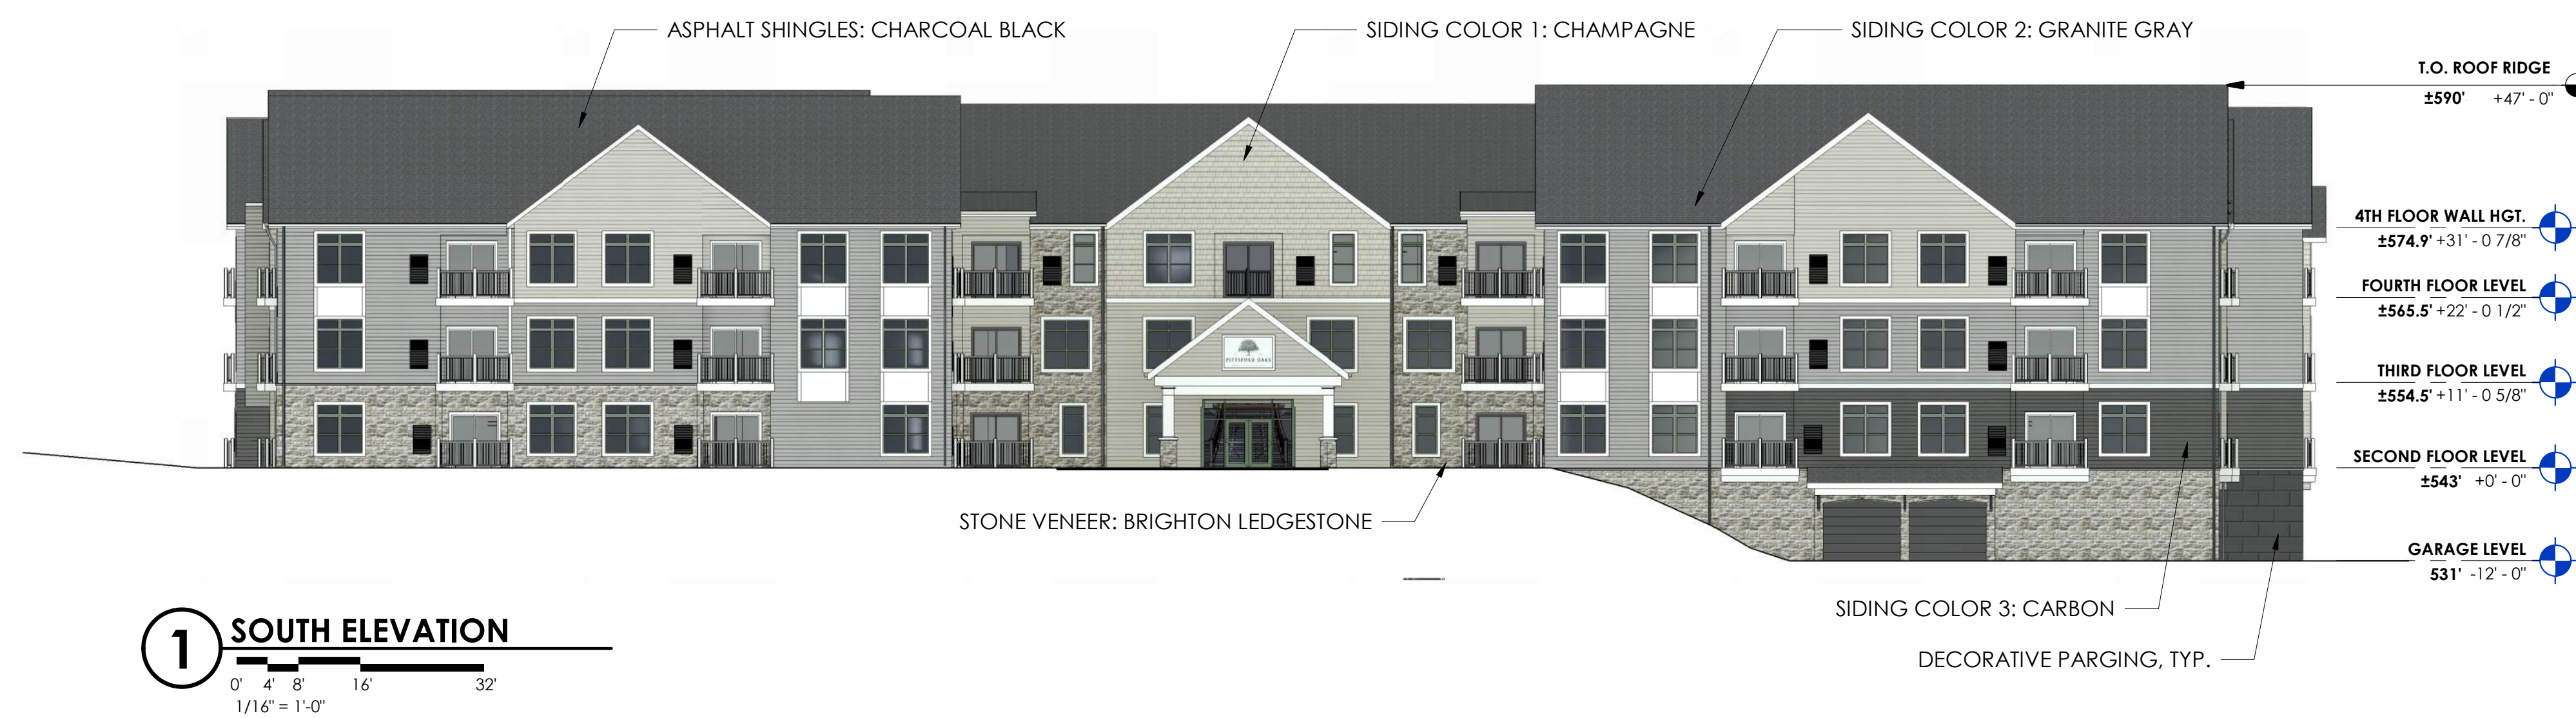 ASPHALT SHINGLES: CHARCOAL BLACK
SIDING COLOR 1: CHAMPAGNE
SIDING COLOR 2: GRANITE GRAY
T.O. ROOF RIDGE
±590' +47' - 0"
4TH FLOOR WALL HGT.
±574.9' +31' - 0 7/8"
FOURTH FLOOR LEVEL
±565.5' +22' - 0 1/2"
PITTSFORD OAKS
THIRD FLOOR LEVEL
±554.5' +11' - 0 5/8"
SECOND FLOOR LEVEL
±543' +0' - 0"
STONE VENEER: BRIGHTON LEDGESTONE
GARAGE LEVEL
531' -12' - 0"
SIDING COLOR 3: CARBON
DECORATIVE PARGING, TYP.
1 SOUTH ELEVATION
0' 4' 8' 16' 32'
1/16" = 1'-0"